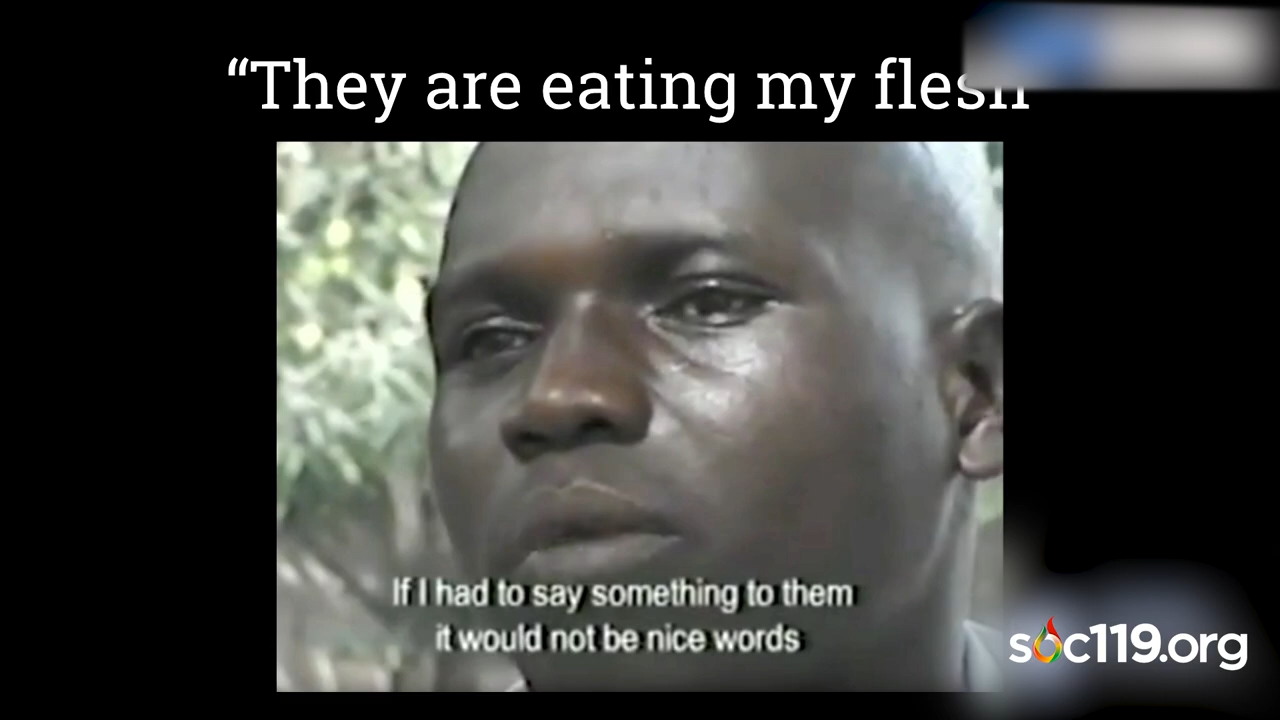 “They are eating my flesh
If I had to say something to them
it would not be nice words
soc119.org